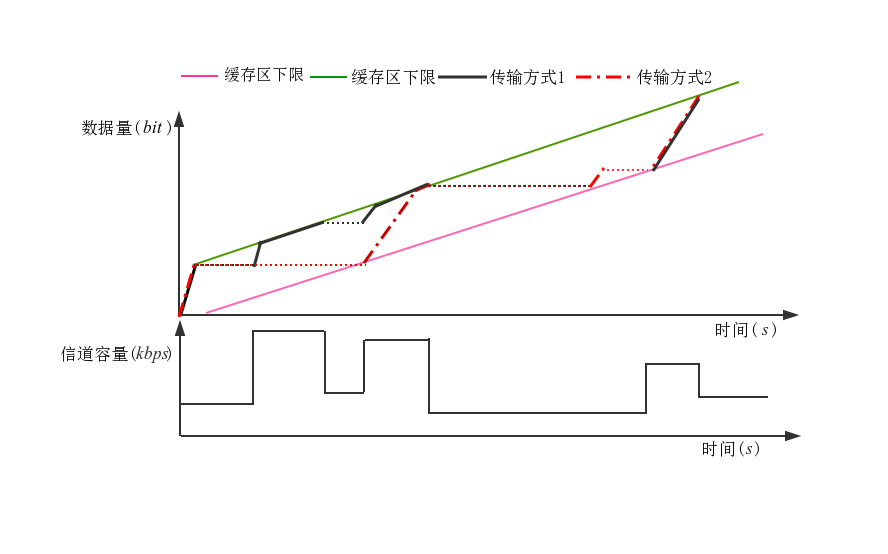 缓存区下限 缓存区下限 传输方式1 传输方式2
数据量(bit)
时间(s)
信道容量(kbps)
时间(s)